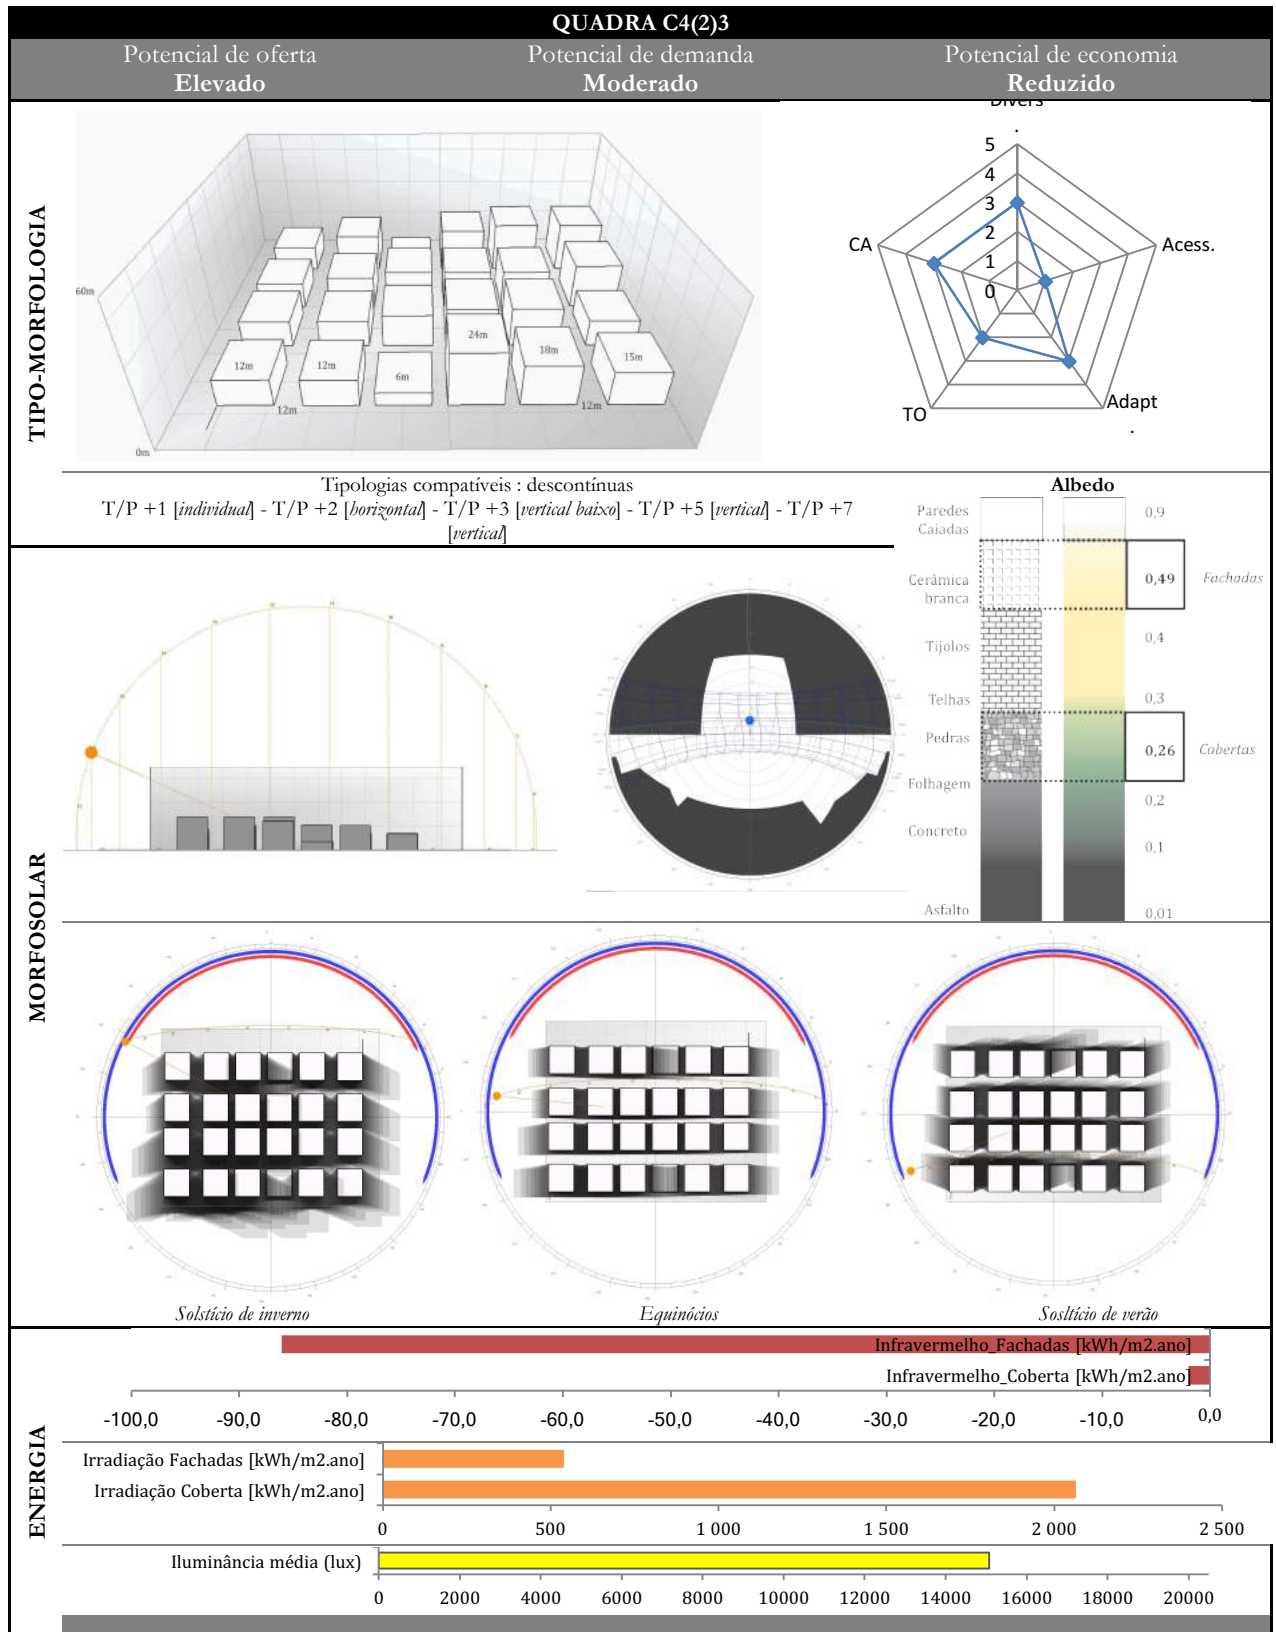 QUADRA C4(2)3
Potencial de oferta
Elevado
Potencial de demanda
Moderado
Potencial de economia
Reduzido
TIPO-MORFOLOGIA
60m
0m
12m
12m
6m
24m
18m
15m
12m
12m
Divers
.
5
4
3
2
1
0
CA
Acess.
TO
Adapt
.
Tipologias compatíveis : descontínuas
T/P +1 [individual] - T/P +2 [horizontal] - T/P +3 [vertical baixo] - T/P +5 [vertical] - T/P +7
[vertical]
Albedo
Paredes
Caiadas
0,9
Cerâmica
branca
0,49
Fachadas
Tijolos
0,4
Telhas
0,3
Pedras
0,26
Cobertas
Folhagem
0,2
Concreto
0,1
Asfalto
0,01
MORFOSOLAR
Solstício de inverno
Equinócios
Sosltício de verão
ENERGIA
Infravermelho_Fachadas [kWh/m2.ano]
Infravermelho_Coberta [kWh/m2.ano]
-100,0 -90,0 -80,0 -70,0 -60,0 -50,0 -40,0 -30,0 -20,0 -10,0 0,0
Irradiação Fachadas [kWh/m2.ano]
Irradiação Coberta [kWh/m2.ano]
0 500 1 000 1 500 2 000 2 500
Iluminância média (lux)
0 2000 4000 6000 8000 10000 12000 14000 16000 18000 20000